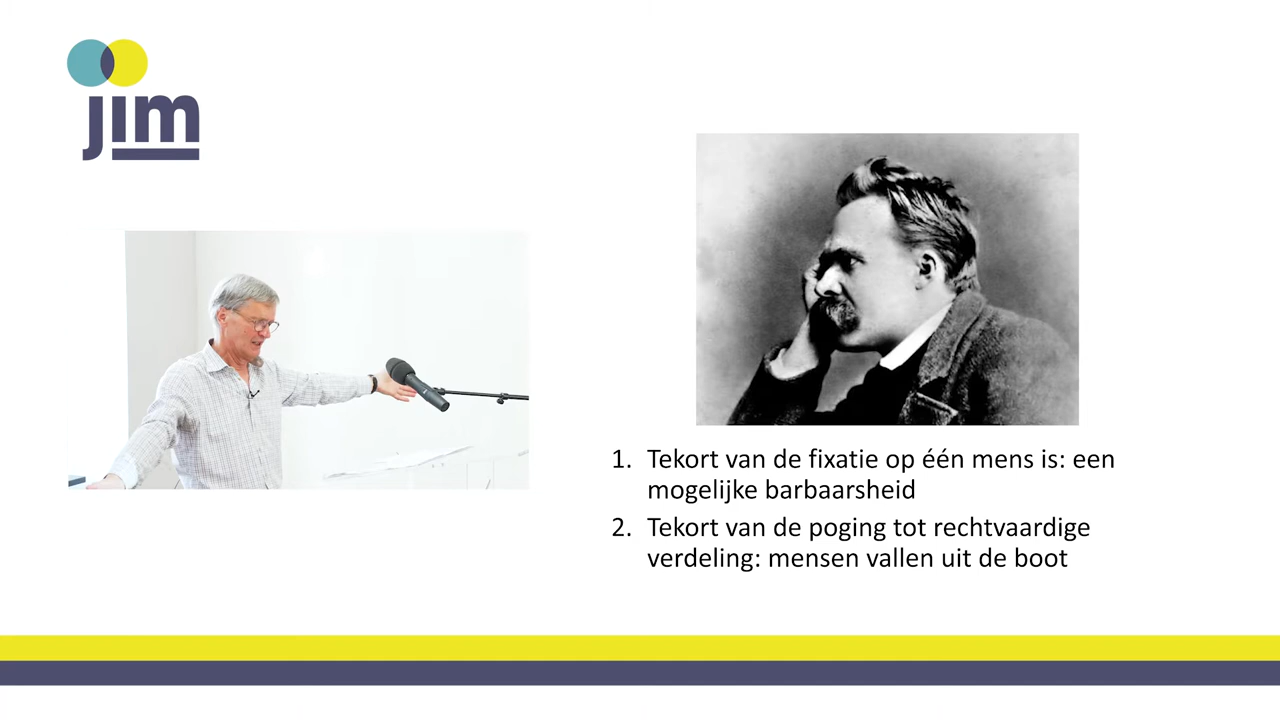 jim
1. Tekort van de fixatie op één mens is: een
mogelijke barbaarsheid
2. Tekort van de poging tot rechtvaardige
verdeling: mensen vallen uit de boot